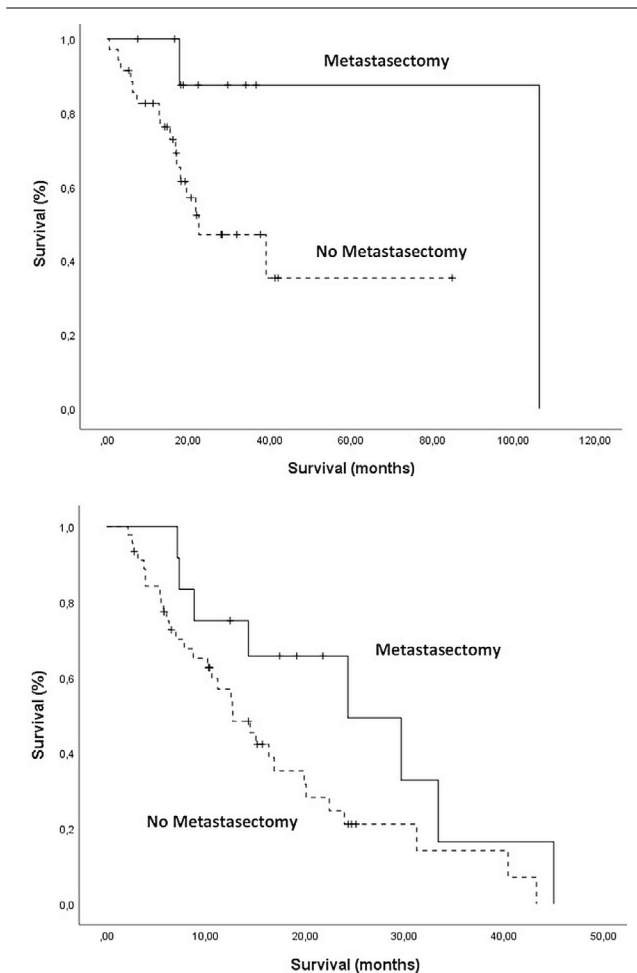 1,0
Metastasectomy
0,8
Survival (%)
0,6
No Metastasectomy
0,4
0,2
0,0
,00 20,00 40,00 60,00 80,00 100,00 120,00
Survival (months)
1,0
0,8
Metastasectomy
Survival (%)
0,6
0,4
No Metastasectomy
0,2
0,0
,00 10,00 20,00 30,00 40,00 50,00
Survival (months)